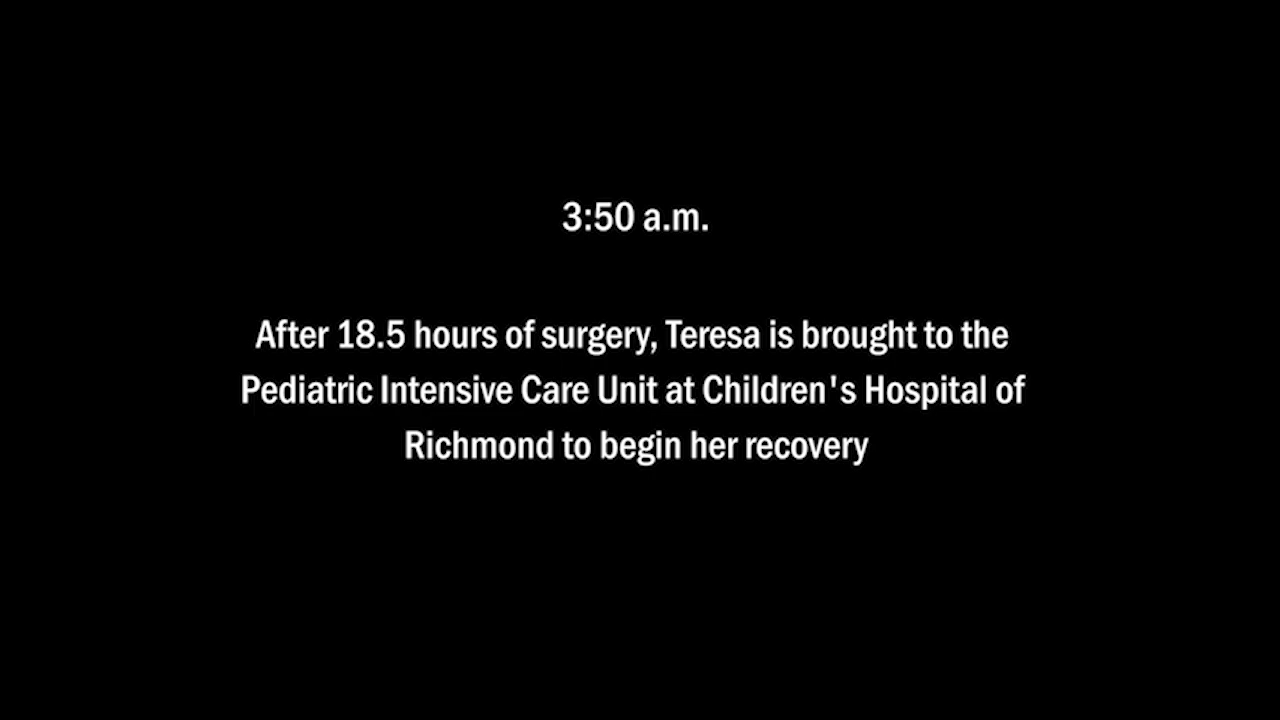 3:50 a.m.
After 18.5 hours of surgery, Teresa is brought to the
Pediatric Intensive Care Unit at Children's Hospital of
Richmond to begin her recovery